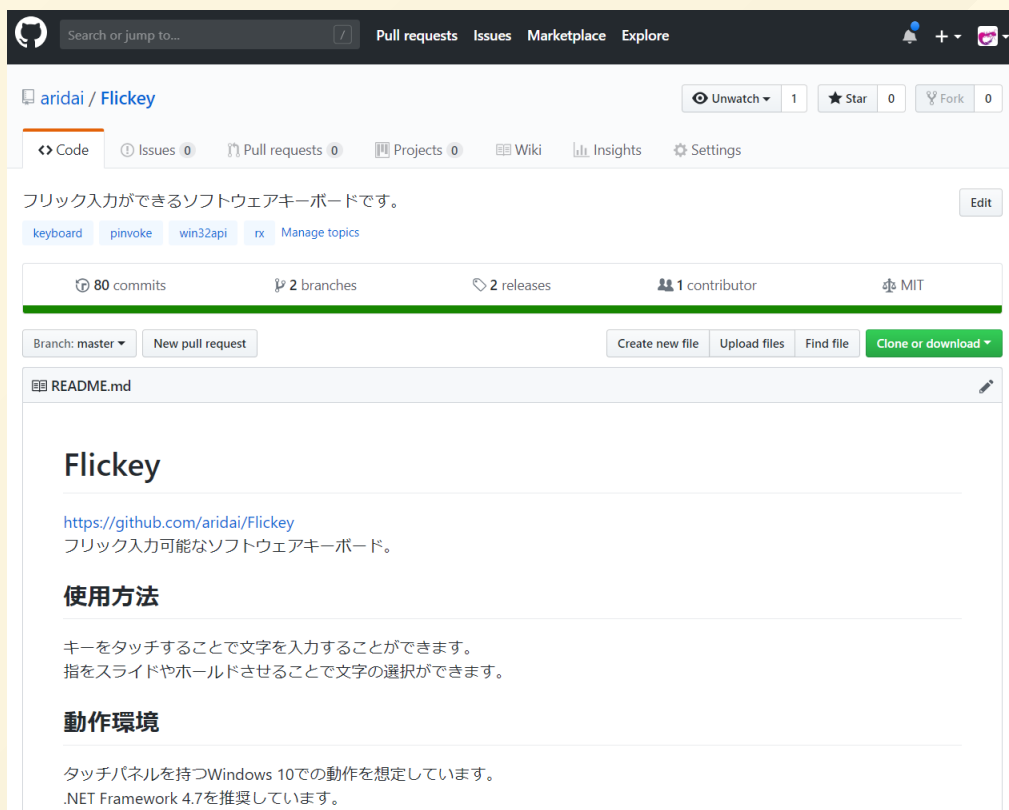 Search or jump to... / Pull requests Issues Marketplace Explore
aridai / Flickey Unwatch 1 Star 0 Fork 0
Code Issues 0 Pull requests 0 Projects 0 Wiki Insights Settings
フリック入力ができるソフトウェアキーボードです。 Edit
keyboard pinvoke win32api rx Manage topics
80 commits 2 branches 2 releases 1 contributor MIT
Branch: master New pull request Create new file Upload files Find file Clone or download
README.md
Flickey
https://github.com/aridai/Flickey
フリック入力可能なソフトウェアキーボード。
使用方法
キーをタッチすることで文字を入力することができます。
指をスライドやホールドさせることで文字の選択ができます。
動作環境
タッチパネルを持つWindows 10での動作を想定しています。
.NET Framework 4.7を推奨しています。